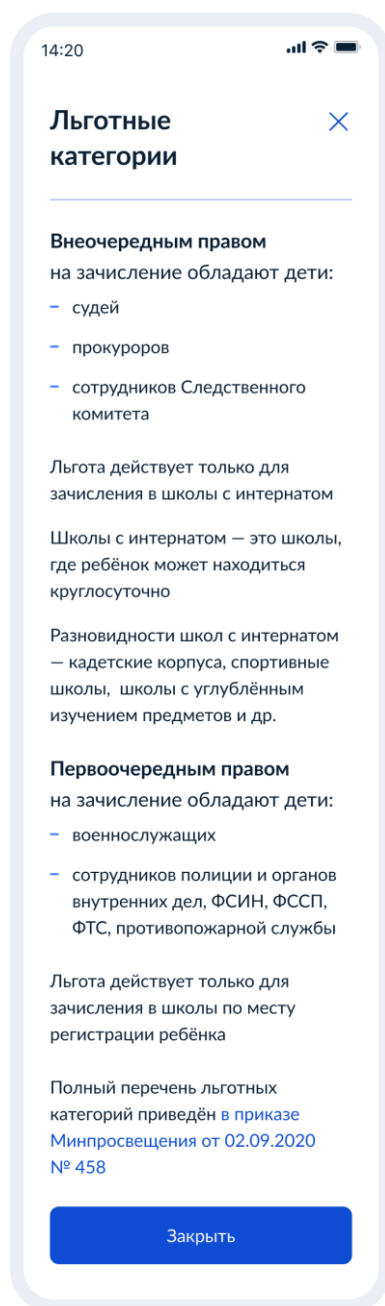 14:20
Льготные
категории
Внеочередным правом
на зачисление обладают дети:
– судей
– прокуроров
– сотрудников Следственного
комитета
Льгота действует только для
зачисления в школы с интернатом
Школы с интернатом — это школы,
где ребёнок может находиться
круглосуточно
Разновидности школ с интернатом
— кадетские корпуса, спортивные
школы,  школы с углублённым
изучением предметов и др.
Первоочередным правом
на зачисление обладают дети:
– военнослужащих
– сотрудников полиции и органов
внутренних дел, ФСИН, ФССП,
ФТС, противопожарной службы
Льгота действует только для
зачисления в школы по месту
регистрации ребёнка
Полный перечень льготных
категорий приведён в приказе
Минпросвещения от 02.09.2020
№ 458
Закрыть